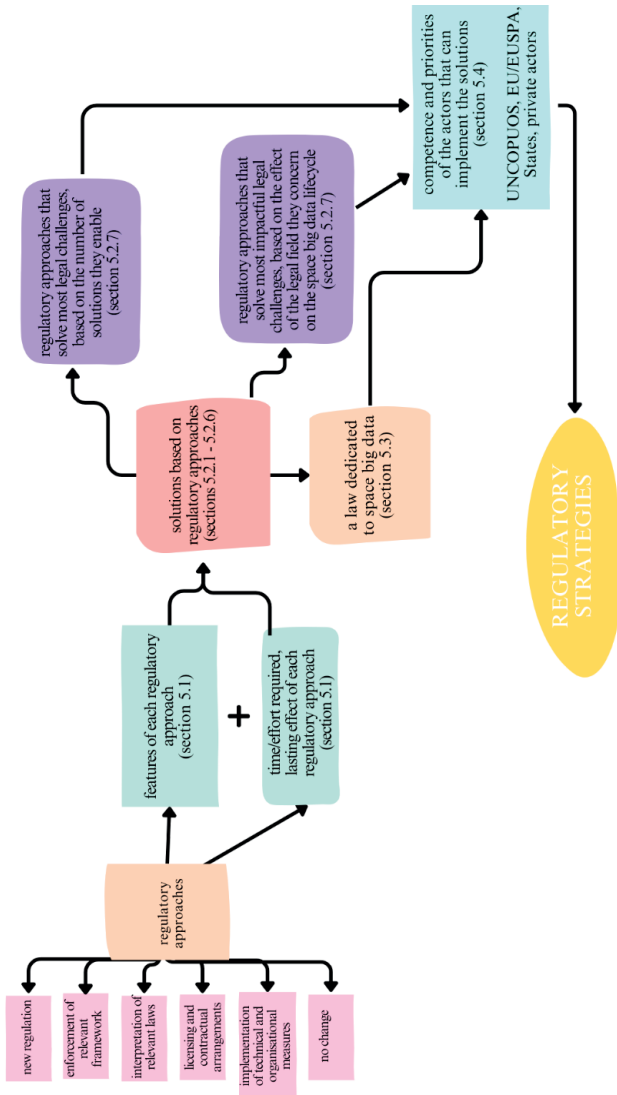 new regulation
enforcement of
relevant
framework
interpretation of
relevant laws
licensing and
contractual
arrangements
implementation
of technical and
organisational
measures
no change
regulatory
approaches
features of each regulatory
approach
(section 5.1)
+
time/effort required,
lasting effect of each
regulatory approach
(section 5.1)
solutions based on
regulatory approaches
(sections 5.2.1 - 5.2.6)
a law dedicated
to space big data
(section 5.3)
regulatory approaches that
solve most legal challenges,
based on the number of
solutions they enable
(section 5.2.7)
regulatory approaches that
solve most impactful legal
challenges, based on the effect
of the legal field they concern
on the space big data lifecycle
(section 5.2.7)
competence and priorities
of the actors that can
implement the solutions
(section 5.4)
UNCOPUOS, EU/EUSPA,
States, private actors
REGULATORY
STRATEGIES